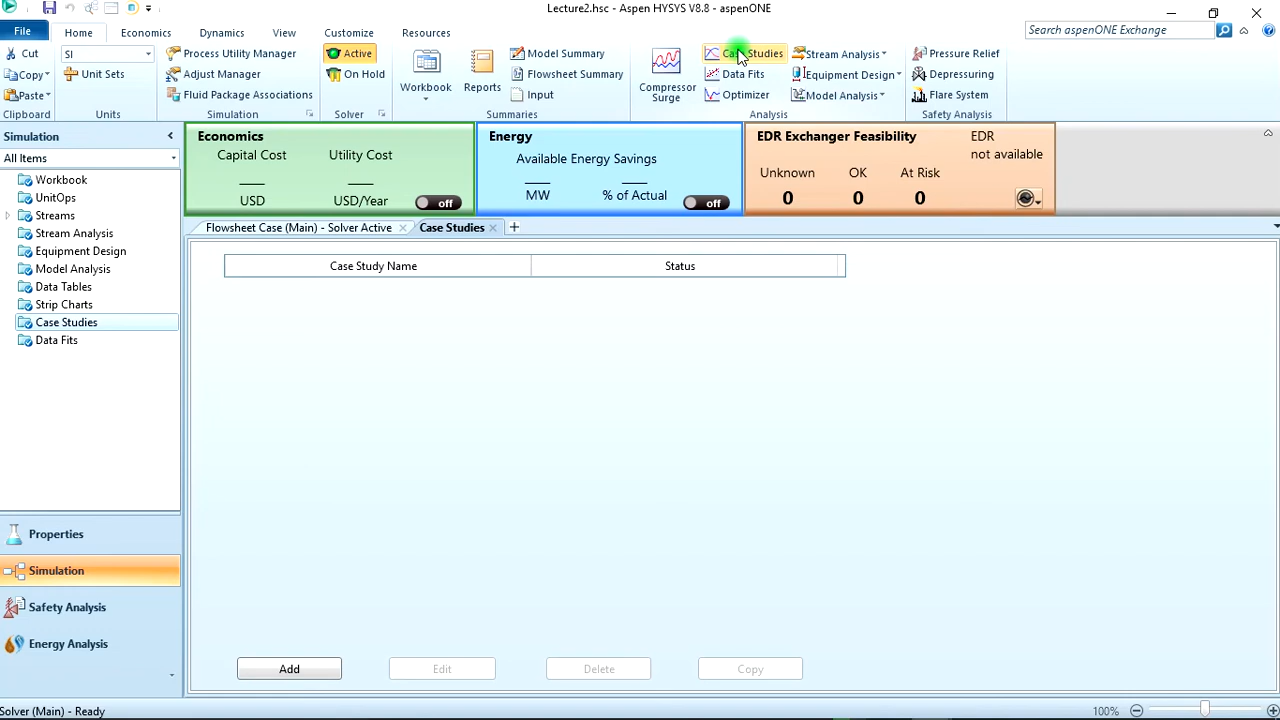 Lecture2.hsc - Aspen HYSYS V8.8 - aspenONE
File
Home
Economics
Dynamics
View
Customize
Resources
Search aspenONE Exchange
Cut
Copy
Paste
Clipboard
SI
Unit Sets
Units
Process Utility Manager
Adjust Manager
Fluid Package Associations
Simulation
Active
On Hold
Solver
Workbook
Reports
Model Summary
Flowsheet Summary
Input
Summaries
Compressor
Surge
Case Studies
Data Fits
Optimizer
Stream Analysis
Equipment Design
Model Analysis
Analysis
Pressure Relief
Depressuring
Flare System
Safety Analysis
Simulation
All Items
Workbook
UnitOps
Streams
Stream Analysis
Equipment Design
Model Analysis
Data Tables
Strip Charts
Case Studies
Data Fits
Properties
Simulation
Safety Analysis
Energy Analysis
Economics
Capital Cost
Utility Cost
USD
USD/Year
off
Energy
Available Energy Savings
MW
% of Actual
off
EDR Exchanger Feasibility
EDR
not available
Unknown
OK
At Risk
0
0
0
Flowsheet Case (Main) - Solver Active
Case Studies
Case Study Name
Status
Add
Edit
Delete
Copy
Solver (Main) - Ready
100%